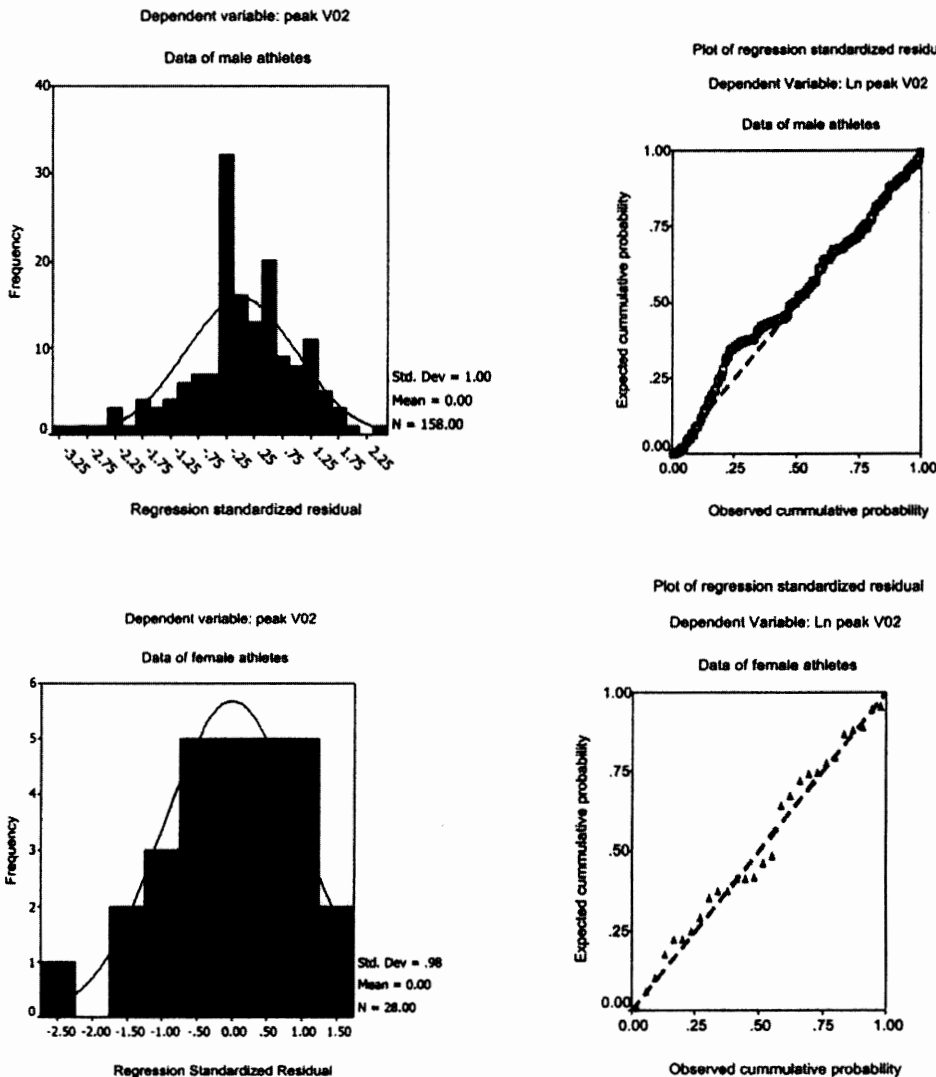 Dependent variable: peak V02
Data of male athletes
40
30
20
10
0
Frequency
-3.25
-2.75
-2.25
-1.75
-1.25
-.75
-.25
.25
.75
1.25
1.75
2.25
Std. Dev = 1.00
Mean = 0.00
N = 158.00
Regression standardized residual
Plot of regression standardized residu
Dependent Variable: Ln peak V02
Data of male athletes
1.00
.75
.50
.25
0.00
Expected cummulative probability
0.00
.25
.50
.75
1.00
Observed cummulative probability
Dependent variable: peak V02
Data of female athletes
6
5
4
3
2
1
0
Frequency
-2.50
-2.00
-1.50
-1.00
-.50
0.00
.50
1.00
1.50
Std. Dev = .98
Mean = 0.00
N = 28.00
Regression Standardized Residual
Plot of regression standardized residual
Dependent Variable: Ln peak V02
Data of female athletes
1.00
.75
.50
.25
0.00
Expected cummulative probability
0.00
.25
.50
.75
1.00
Observed cummulative probability